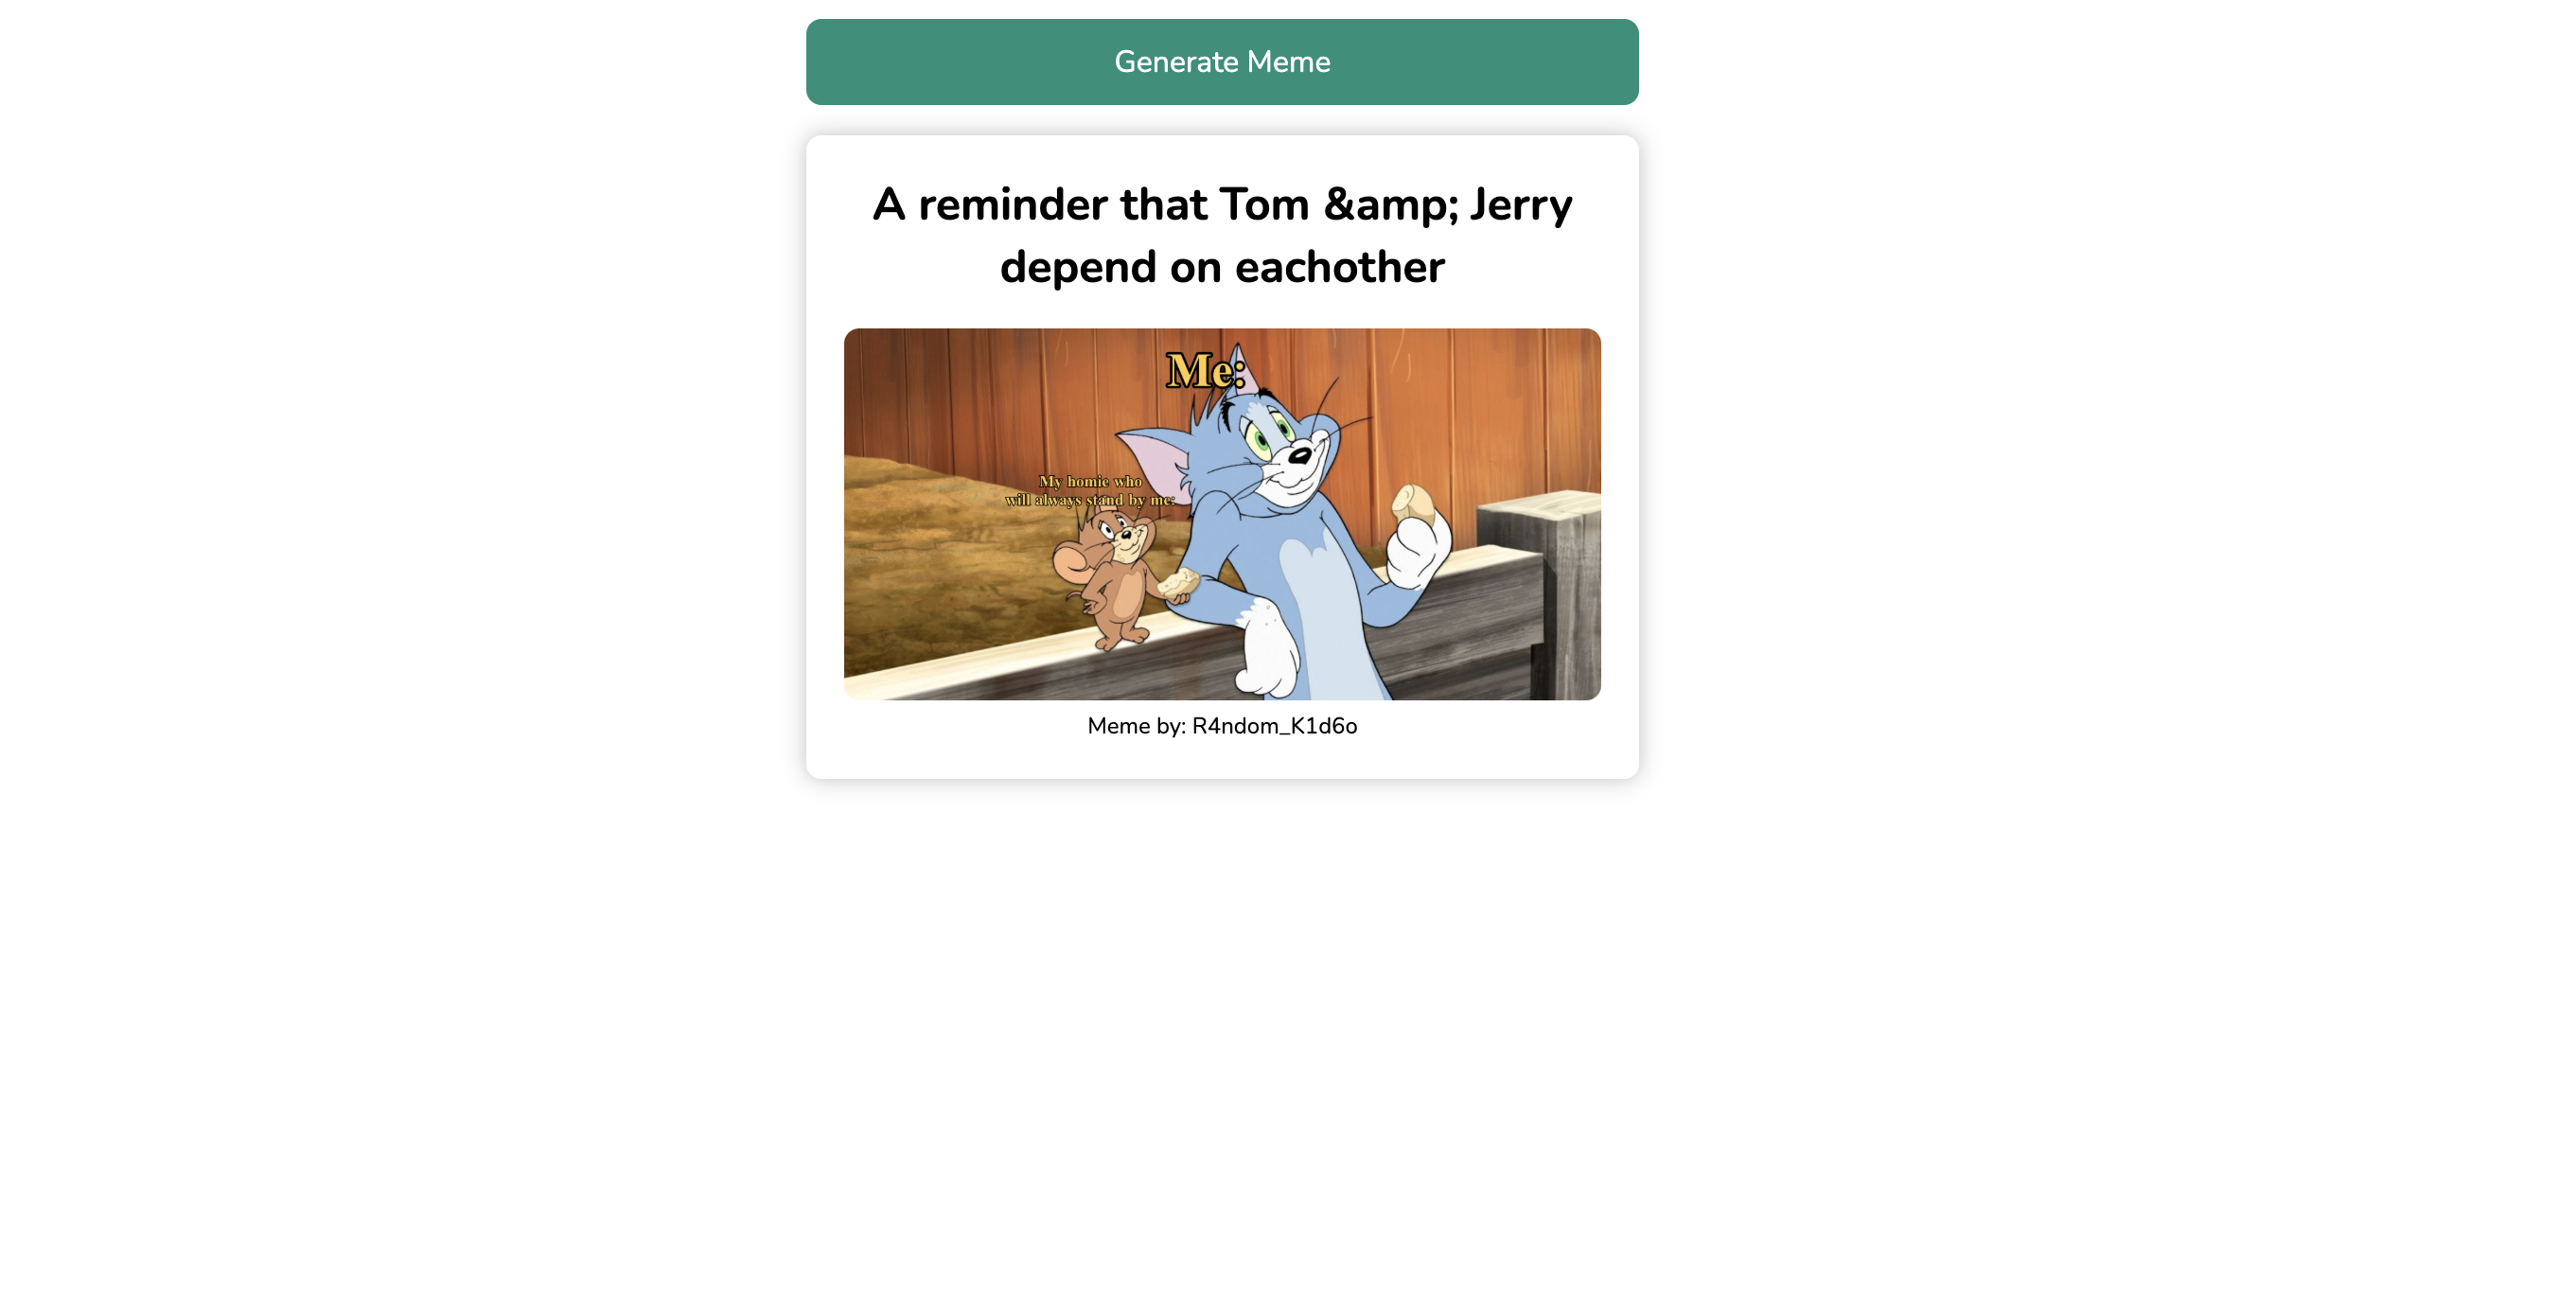 Generate Meme
A reminder that Tom &amp; Jerry
depend on eachother
Me:
My homie who
will always stand by me:
Meme by: R4ndom_K1d6o